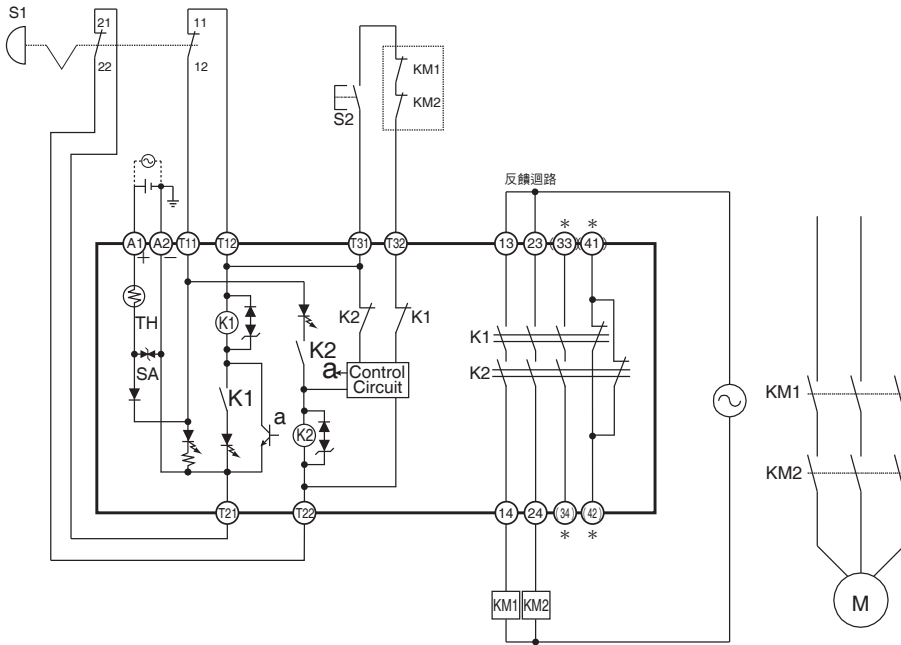 S1
21
11
22
12
KM1
KM2
S2
反饋迴路
* *
A1 A2 T11 T12 T31 T32 13 23 33 41
+ −
K1
K2 K1
TH
K2
K1
a Control
Circuit
SA
K2
K1
a
K2
KM1
KM2
T21 T22 14 24 (34) (42)
* *
KM1 KM2
M